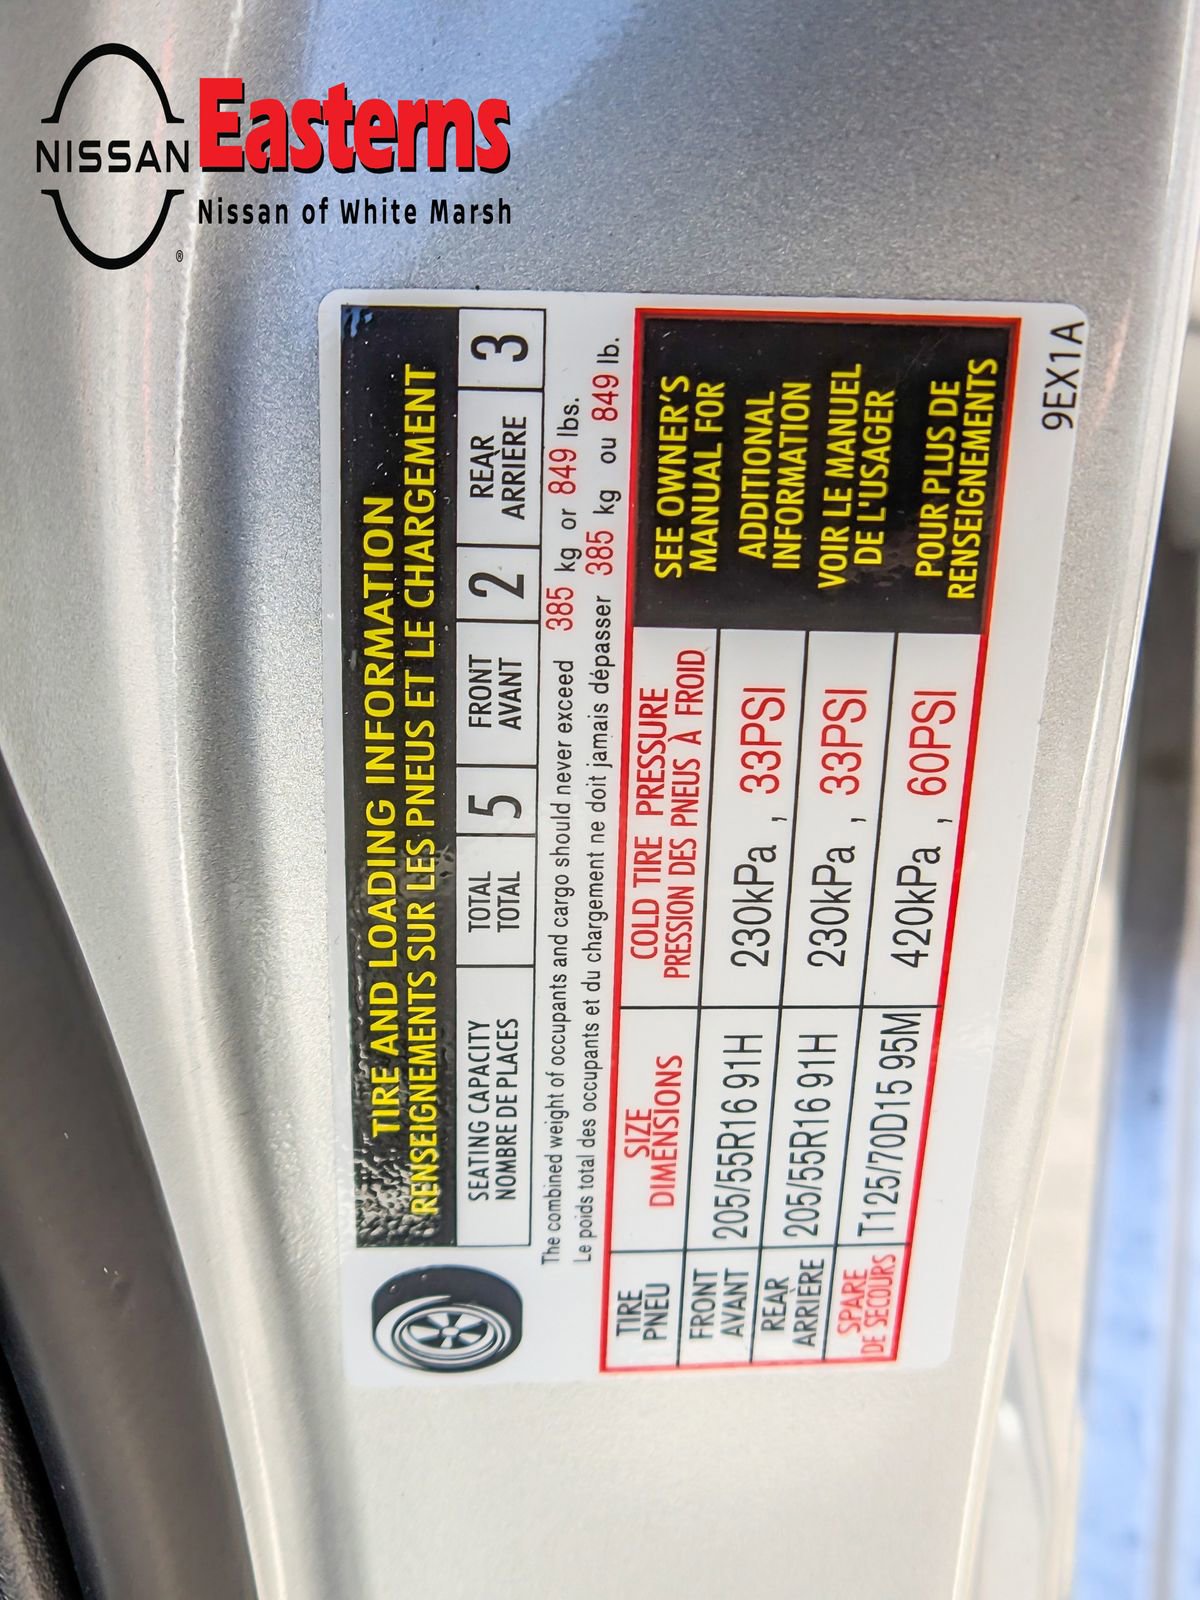 NISSAN
Easterns
Nissan of White Marsh
®
TIRE AND LOADING INFORMATION
RENSEIGNEMENTS SUR LES PNEUS ET LE CHARGEMENT
SEATING CAPACITY
NOMBRE DE PLACES
TOTAL
TOTAL
5
FRONT
AVANT
2
REAR
ARRIÈRE
3
The combined weight of occupants and cargo should never exceed 385 kg or 849 lbs.
Le poids total des occupants et du chargement ne doit jamais dépasser 385 kg ou 849 lb.
TIRE
PNEU
SIZE
DIMENSIONS
COLD TIRE PRESSURE
PRESSION DES PNEUS À FROID
FRONT
AVANT
205/55R16 91H
230kPa , 33PSI
REAR
ARRIÈRE
205/55R16 91H
230kPa , 33PSI
SPARE
DE SECOURS
T125/70D15 95M
420kPa , 60PSI
SEE OWNER'S
MANUAL FOR
ADDITIONAL
INFORMATION
VOIR LE MANUEL
DE L'USAGER
POUR PLUS DE
RENSEIGNEMENTS
9EX1A